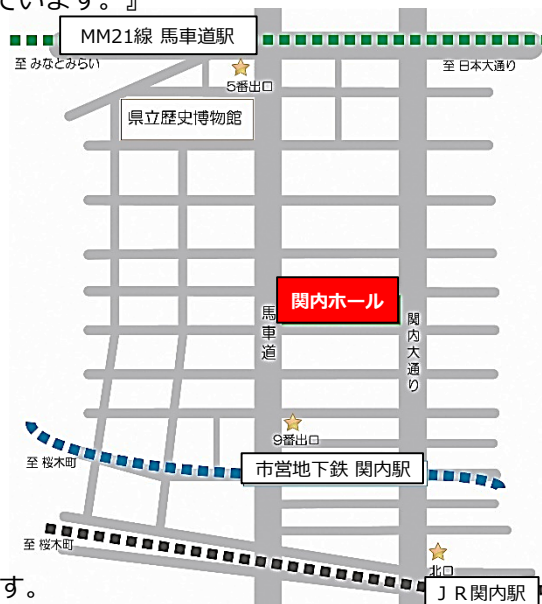 ています。』
MM21線 馬車道駅
至 みなとみらい
至 日本大通り
5番出口
県立歴史博物館
関内ホール
馬車道
関内大通り
9番出口
至 桜木町
市営地下鉄 関内駅
至 桜木町
北口
ＪＲ関内駅
す。